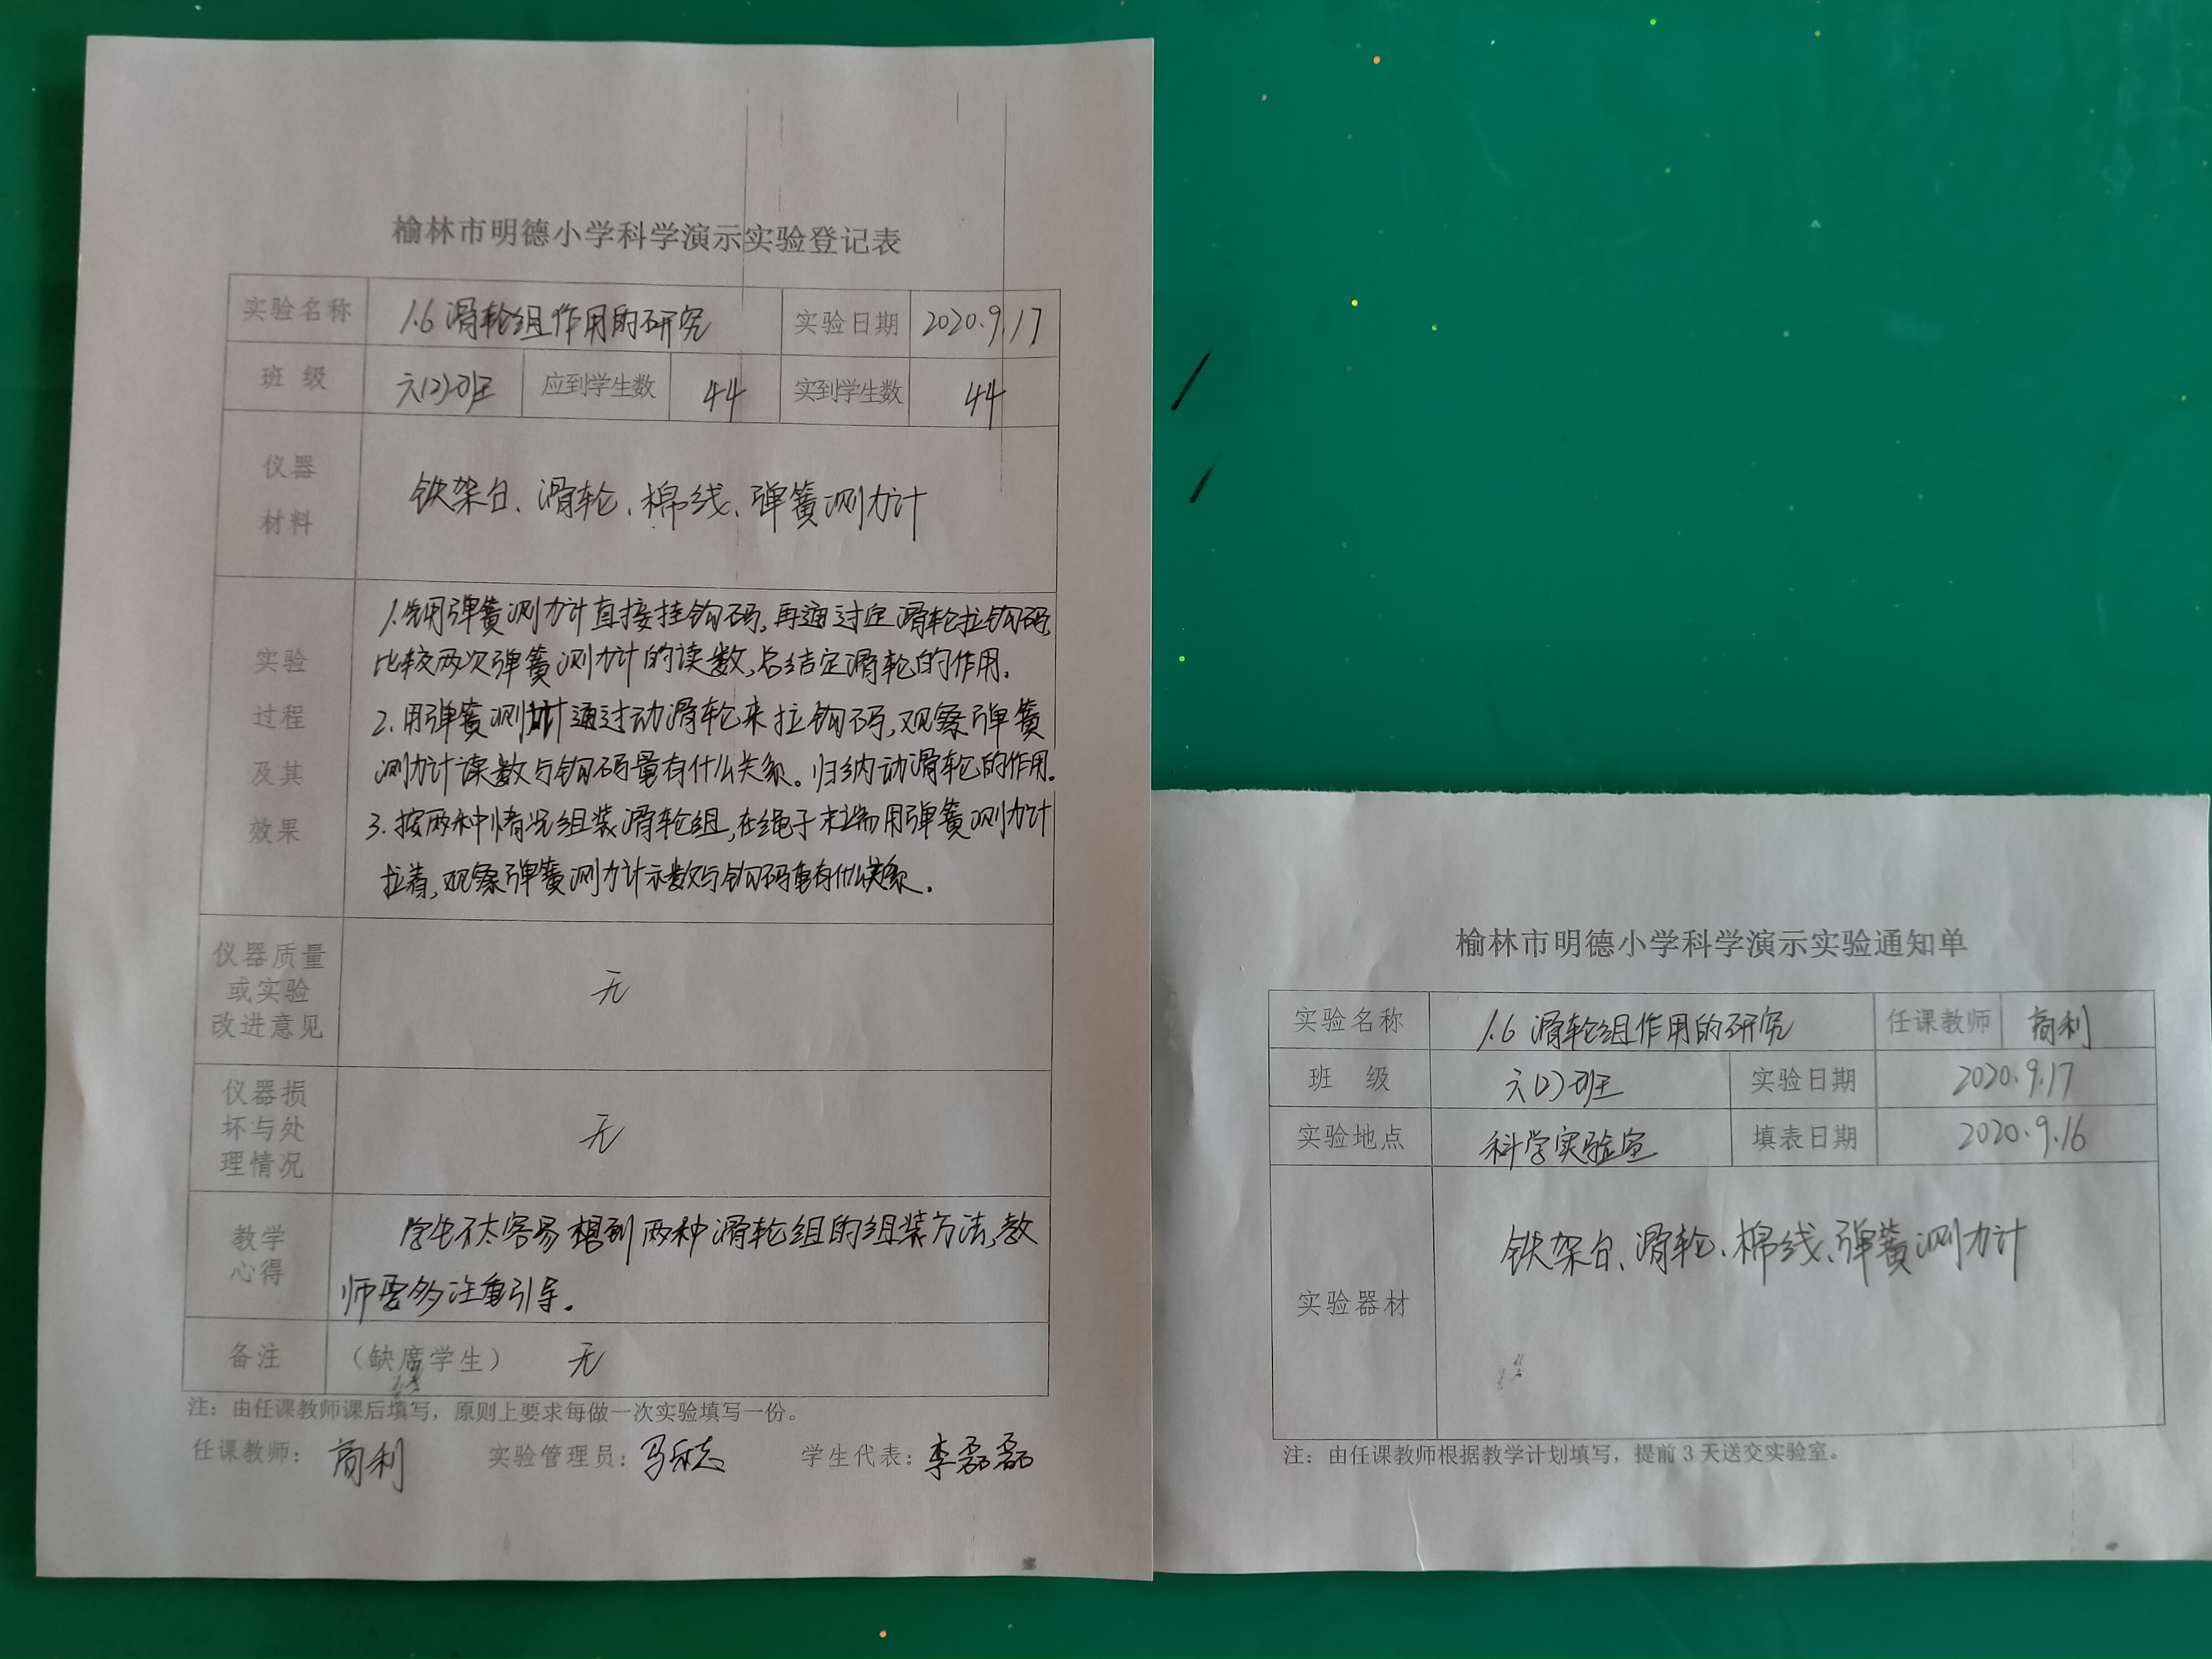 榆林市明德小学科学演示实验登记表
实验名称 1.6 滑轮组作用的研究 实验日期 2020.9.17
班 级 六(2)班 应到学生数 44 实到学生数 44
仪器
材料
铁架台、滑轮、棉线、弹簧测力计
实验
过程
及其
效果
1.先用弹簧测力计直接挂钩码,再通过定滑轮拉钩码,
比较两次弹簧测力计的读数,总结定滑轮的作用.
2.用弹簧测力计通过动滑轮来拉钩码,观察弹簧
测力计读数与钩码重有什么关系。归纳动滑轮的作用.
3.按两种情况组装滑轮组,在绳子末端用弹簧测力计
拉着,观察弹簧测力计示数与钩码重有什么关系.
仪器质量
或实验
改进意见
无
仪器损
坏与处
理情况
无
教学
心得
学生不太容易想到两种滑轮组的组装方法,教
师要多注重引导.
备注 (缺席学生) 无
注:由任课教师课后填写,原则上要求每做一次实验填写一份。
任课教师: 商利 实验管理员: 学生代表:李磊磊
榆林市明德小学科学演示实验通知单
实验名称 1.6 滑轮组作用的研究 任课教师 商利
班 级 六(2)班 实验日期 2020.9.17
实验地点 科学实验室 填表日期 2020.9.16
实验器材 铁架台、滑轮、棉线、弹簧测力计
注:由任课教师根据教学计划填写,提前3天送交实验室。